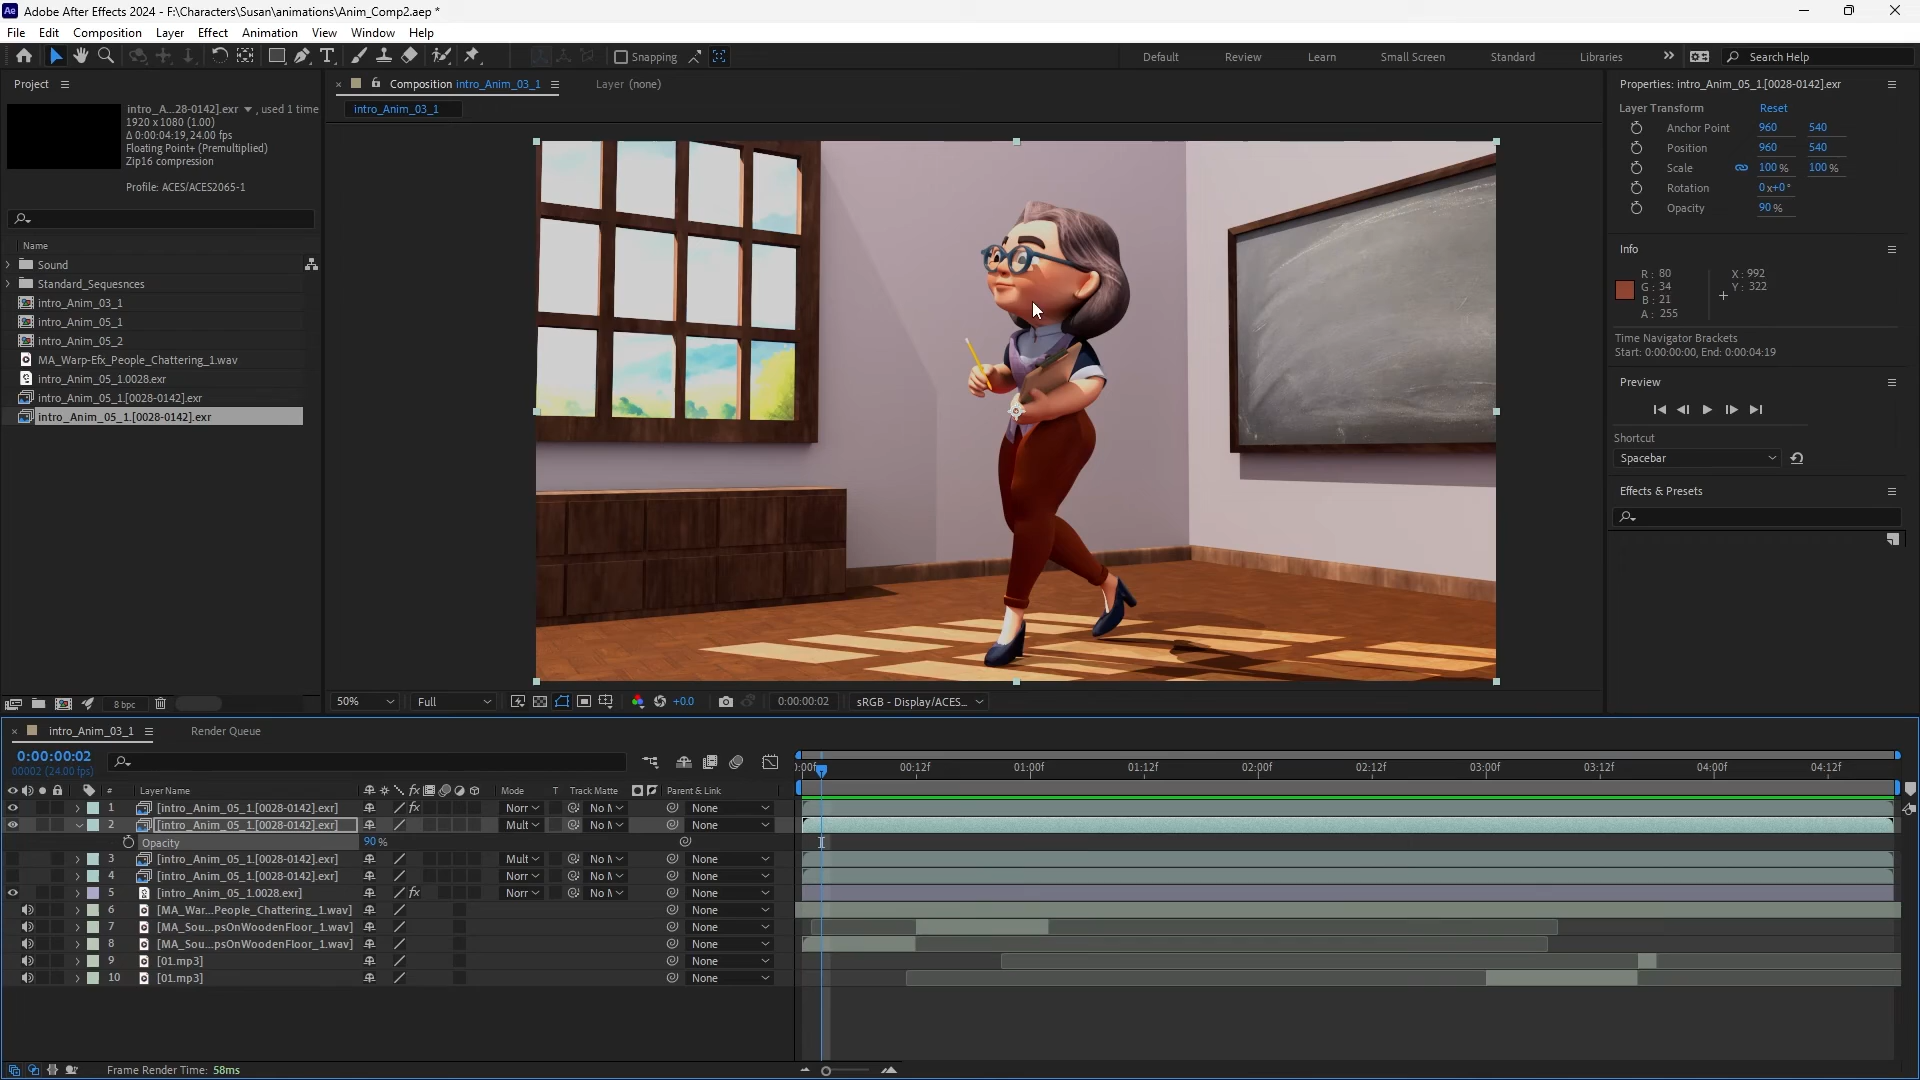 Ae Adobe After Effects 2024 - F:\Characters\Susan\animations\Anim_Comp2.aep *
File Edit Composition Layer Effect Animation View Window Help
Snapping Default Review Learn Small Screen Standard Libraries Search Help
Project
intro_A...28-0142].exr , used 1 time
1920 x 1080 (1.00)
Δ 0:00:04:19, 24.00 fps
Floating Point+ (Premultiplied)
Zip16 compression
Profile: ACES/ACES2065-1
Name
Sound
Standard_Sequesnces
intro_Anim_03_1
intro_Anim_05_1
intro_Anim_05_2
MA_Warp-Efx_People_Chattering_1.wav
intro_Anim_05_1.0028.exr
intro_Anim_05_1.[0028-0142].exr
intro_Anim_05_1.[0028-0142].exr
8 bpc
Composition intro_Anim_03_1 Layer (none)
intro_Anim_03_1
50% Full +0.0 0:00:00:02 sRGB - Display/ACES...
Properties: intro_Anim_05_1.[0028-0142].exr
Layer Transform Reset
Anchor Point 960 540
Position 960 540
Scale 100 % 100 %
Rotation 0x+0°
Opacity 90 %
Info
R: 80 X: 992
G: 34 Y: 322
B: 21
A: 255
Time Navigator Brackets
Start: 0:00:00:00, End: 0:00:04:19
Preview
Shortcut
Spacebar
Effects & Presets
intro_Anim_03_1 Render Queue
0:00:00:02
00002 (24.00 fps)
:00f 00:12f 01:00f 01:12f 02:00f 02:12f 03:00f 03:12f 04:00f 04:12f
# Layer Name fx Mode T Track Matte Parent & Link
1 [intro_Anim_05_1.[0028-0142].exr] fx Norr No M None
2 [intro_Anim_05_1.[0028-0142].exr] Mult No M None
Opacity 90 %
3 [intro_Anim_05_1.[0028-0142].exr] Mult No M None
4 [intro_Anim_05_1.[0028-0142].exr] Norr No M None
5 [intro_Anim_05_1.0028.exr] fx Norr No M None
6 [MA_War...People_Chattering_1.wav] None
7 [MA_Sou...psOnWoodenFloor_1.wav] None
8 [MA_Sou...psOnWoodenFloor_1.wav] None
9 [01.mp3] None
10 [01.mp3] None
Frame Render Time: 58ms